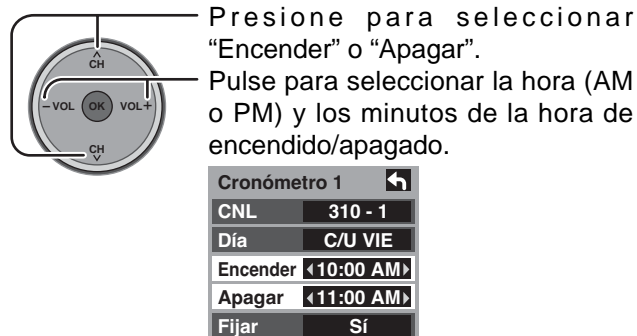 Presione para seleccionar
“Encender” o “Apagar”.
Pulse para seleccionar la hora (AM
o PM) y los minutos de la hora de
encendido/apagado.
CH
- VOL OK VOL +
CH
Cronómetro 1
CNL 310 - 1
Día C/U VIE
Encender 10:00 AM
Apagar 11:00 AM
Fijar Sí